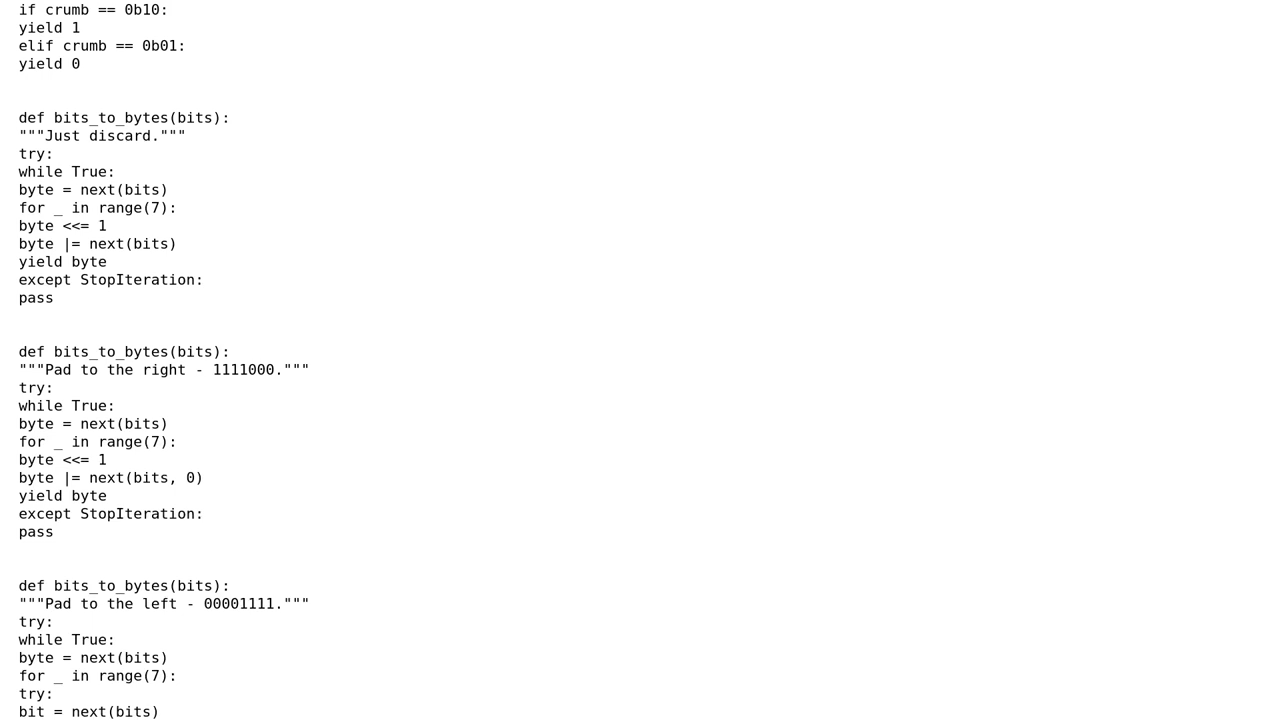 if crumb == 0b10:
yield 1
elif crumb == 0b01:
yield 0
def bits_to_bytes(bits):
"""Just discard."""
try:
while True:
byte = next(bits)
for _ in range(7):
byte <<= 1
byte |= next(bits)
yield byte
except StopIteration:
pass
def bits_to_bytes(bits):
"""Pad to the right - 1111000."""
try:
while True:
byte = next(bits)
for _ in range(7):
byte <<= 1
byte |= next(bits, 0)
yield byte
except StopIteration:
pass
def bits_to_bytes(bits):
"""Pad to the left - 00001111."""
try:
while True:
byte = next(bits)
for _ in range(7):
try:
bit = next(bits)